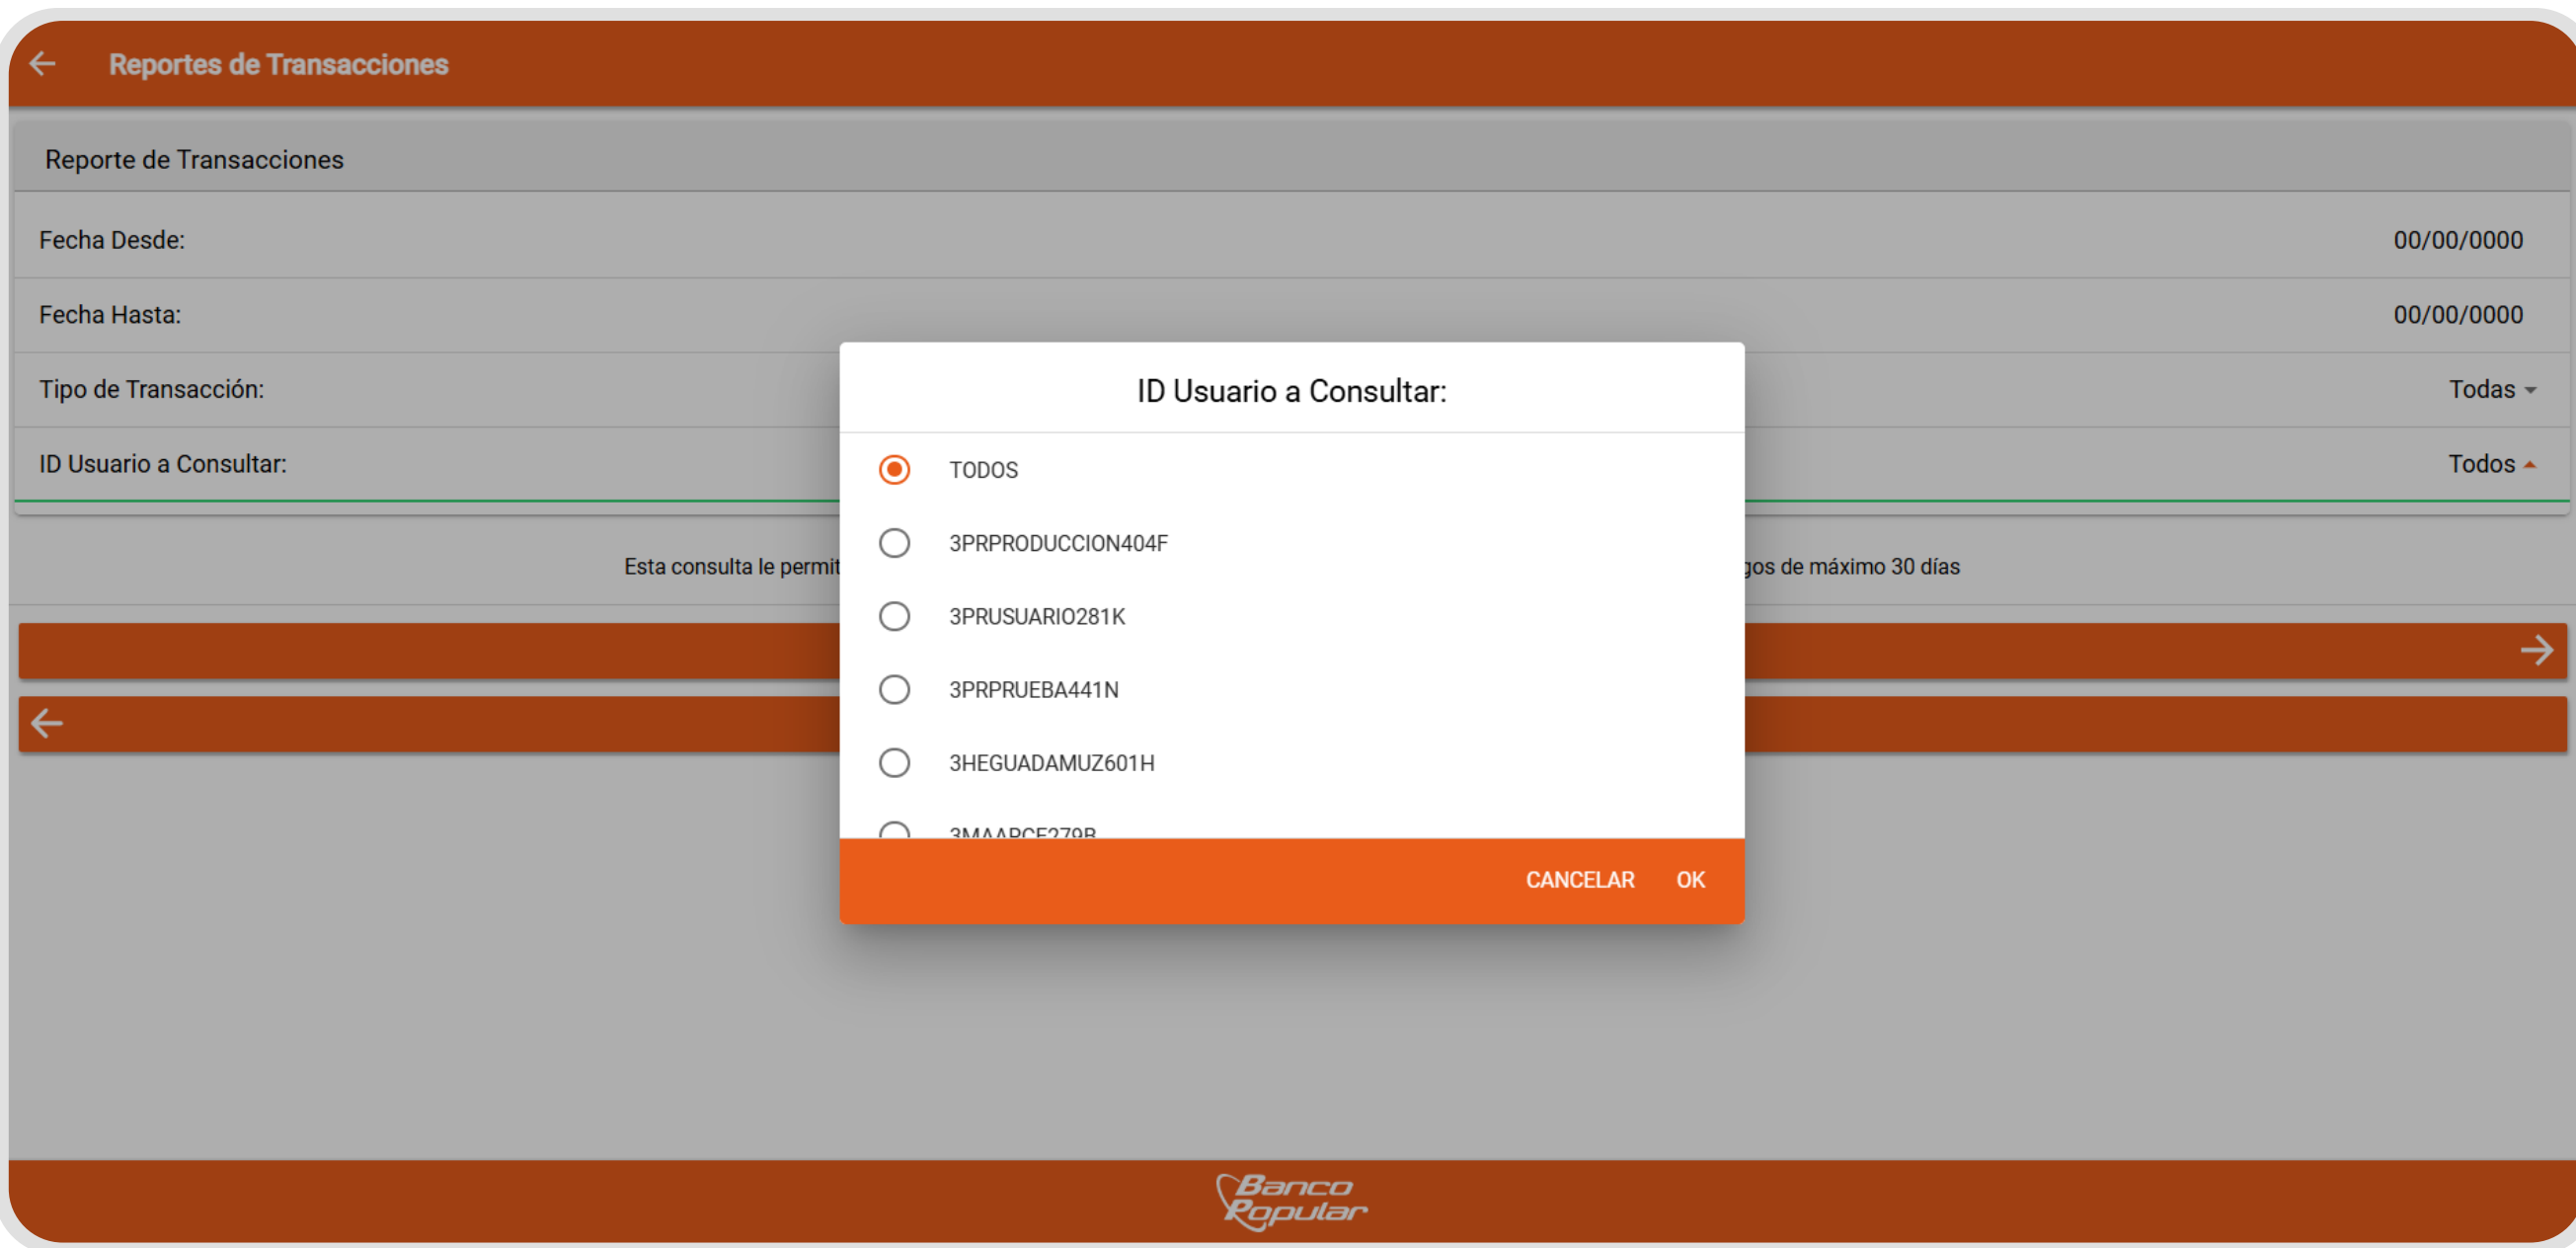 Reportes de Transacciones
Reporte de Transacciones
Fecha Desde: 00/00/0000
Fecha Hasta: 00/00/0000
Tipo de Transacción: Todas
ID Usuario a Consultar: Todos
Esta consulta le permit
gos de máximo 30 días
ID Usuario a Consultar:
TODOS
3PRPRODUCCION404F
3PRUSUARIO281K
3PRPRUEBA441N
3HEGUADAMUZ601H
3MAARCE279B
CANCELAR OK
Banco
Popular